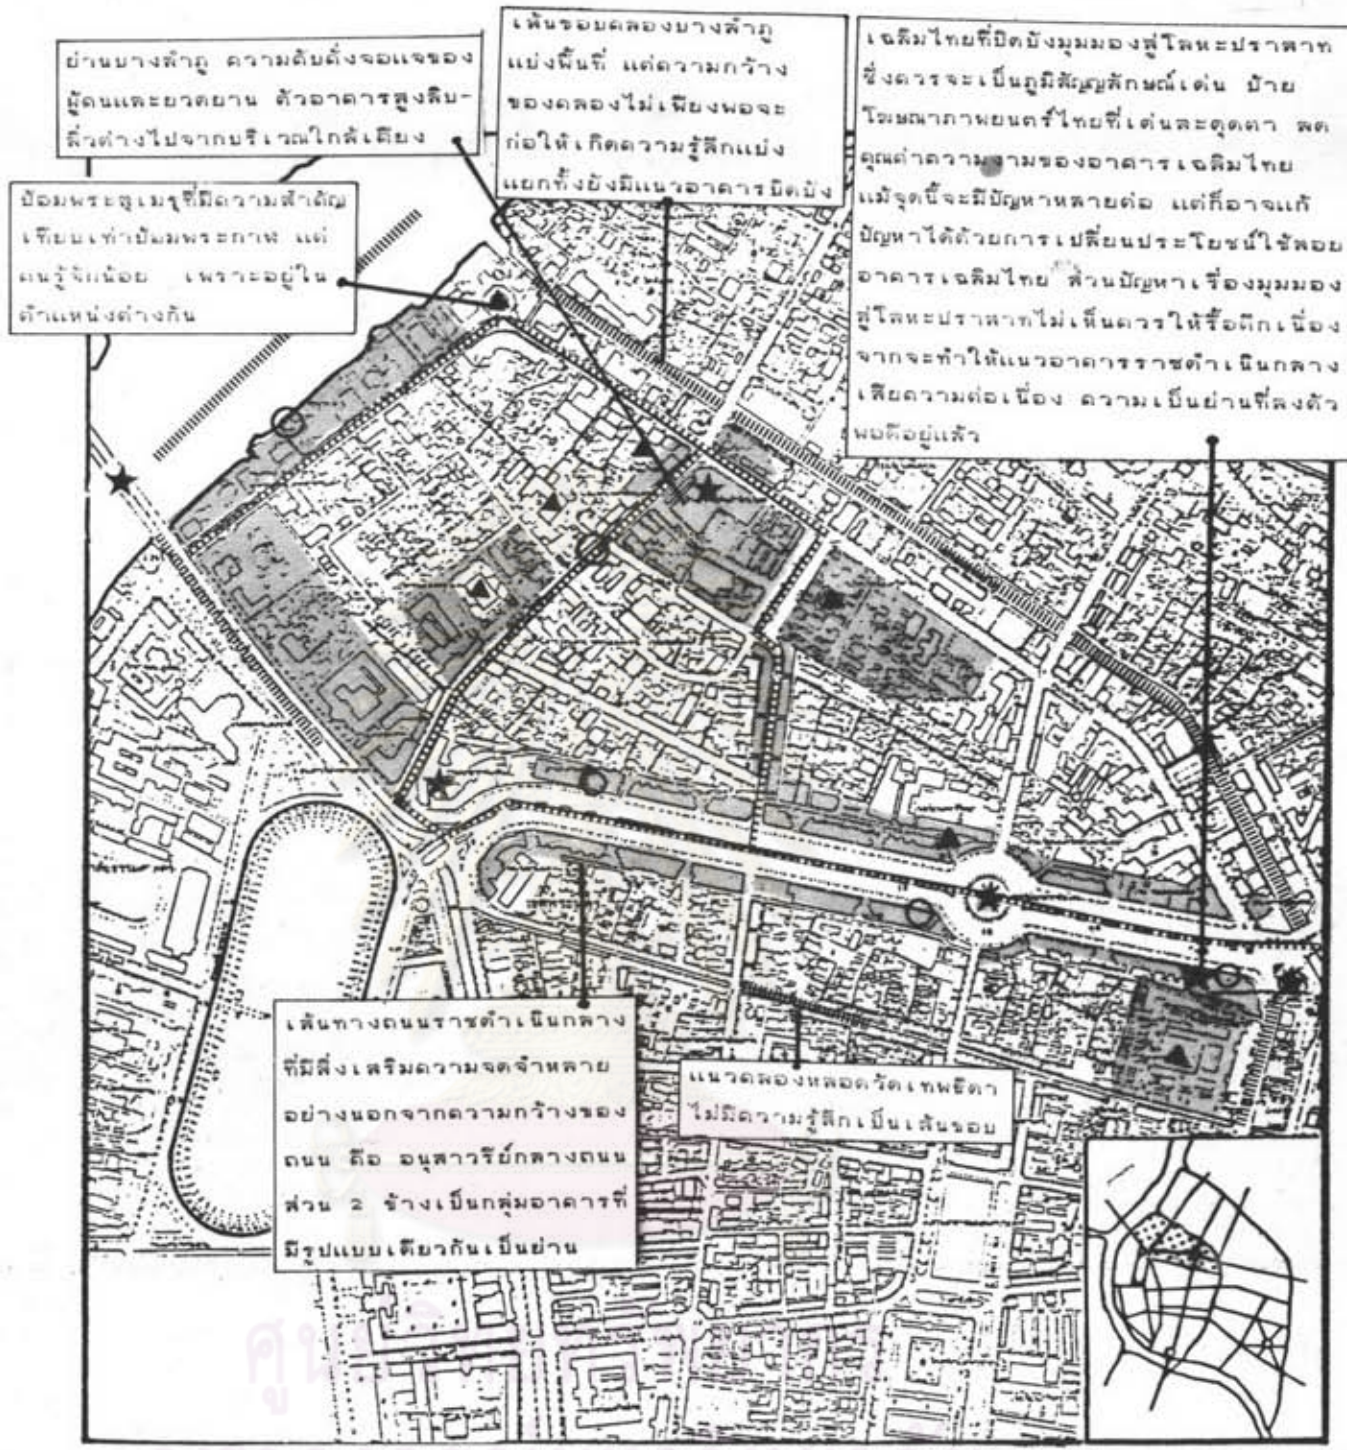 ย่านบางลำภู ความคับคั่งจอแจของ
ผู้คนและยวดยาน ตัวอาคารสูงลิบ-
ลิ่วต่างไปจากบริเวณใกล้เคียง
เส้นขอบคลองบางลำภู
แบ่งพื้นที่ แต่ความกว้าง
ของคลองไม่เพียงพอจะ
ก่อให้เกิดความรู้สึกแบ่ง
แยกทั้งยังมีแนวอาคารปิดบัง
เฉลิมไทยที่ปิดบังมุมมองสู่โลหะปราสาท
ซึ่งควรจะเป็นภูมิสัญญลักษณ์เด่น ป้าย
โฆษณาภาพยนตร์ไทยที่เด่นสะดุดตา ลด
คุณค่าความงามของอาคารเฉลิมไทย
แม้จุดนี้จะมีปัญหาหลายต่อ แต่ก็อาจแก้
ปัญหาได้ด้วยการเปลี่ยนประโยชน์ใช้สอย
อาคารเฉลิมไทย ส่วนปัญหาเรื่องมุมมอง
สู่โลหะปราสาทไม่เห็นควรให้รื้อตึกเนื่อง
จากจะทำให้แนวอาคารราชดำเนินกลาง
เสียความต่อเนื่อง ความเป็นย่านที่ลงตัว
พอดีอยู่แล้ว
ป้อมพระสุเมรุที่มีความสำคัญ
เทียบเท่าป้อมพระกาฬ แต่
คนรู้จักน้อย เพราะอยู่ใน
ตำแหน่งต่างกัน
เส้นทางถนนราชดำเนินกลาง
ที่มีสิ่งเสริมความจดจำหลาย
อย่างนอกจากความกว้างของ
ถนน คือ อนุสาวรีย์กลางถนน
ส่วน 2 ข้างเป็นกลุ่มอาคารที่
มีรูปแบบเดียวกันเป็นย่าน
แนวคลองหลอดวัดเทพธิดา
ไม่มีความรู้สึกเป็นเส้นขอบ